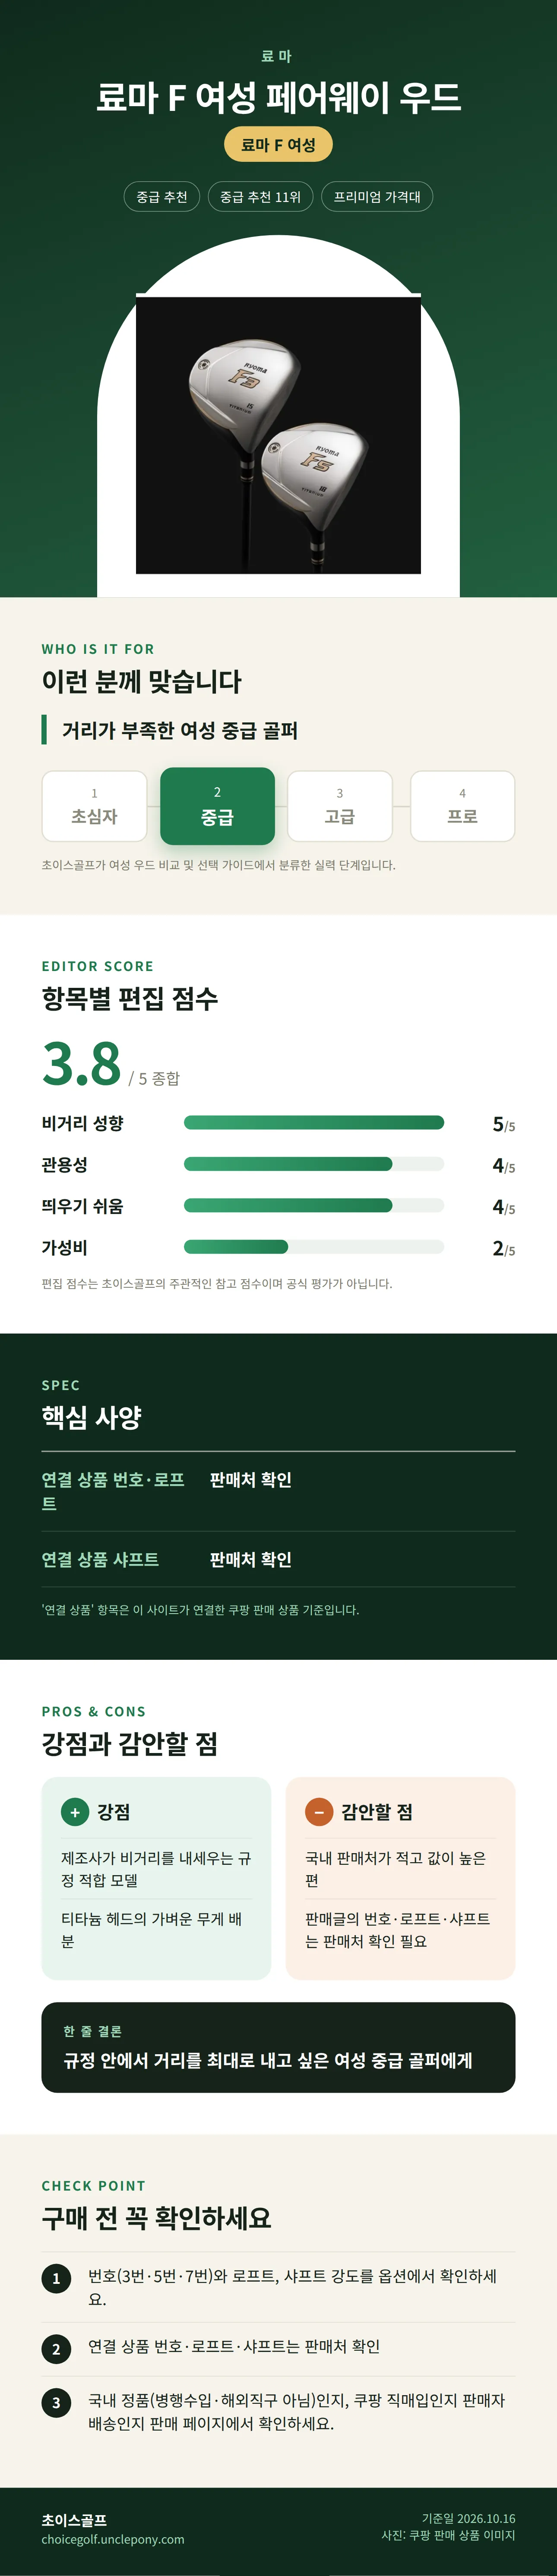 료마
료마 F 여성 페어웨이 우드
료마 F 여성
중급 추천
중급 추천 11위
프리미엄 가격대
Ryoma
F3
15
Ryoma
F5
18
WHO IS IT FOR
이런 분께 맞습니다
거리가 부족한 여성 중급 골퍼
1
초심자
2
중급
3
고급
4
프로
초이스골프가 여성 우드 비교 및 선택 가이드에서 분류한 실력 단계입니다.
EDITOR SCORE
항목별 편집 점수
3.8 / 5 종합
비거리 성향 5/5
관용성 4/5
띄우기 쉬움 4/5
가성비 2/5
편집 점수는 초이스골프의 주관적인 참고 점수이며 공식 평가가 아닙니다.
SPEC
핵심 사양
연결 상품 번호·로프
트
판매처 확인
연결 상품 샤프트 판매처 확인
'연결 상품' 항목은 이 사이트가 연결한 쿠팡 판매 상품 기준입니다.
PROS & CONS
강점과 감안할 점
+ 강점
제조사가 비거리를 내세우는 규
정 적합 모델
티타늄 헤드의 가벼운 무게 배
분
− 감안할 점
국내 판매처가 적고 값이 높은
편
판매글의 번호·로프트·샤프트
는 판매처 확인 필요
한 줄 결론
규정 안에서 거리를 최대로 내고 싶은 여성 중급 골퍼에게
CHECK POINT
구매 전 꼭 확인하세요
1 번호(3번·5번·7번)와 로프트, 샤프트 강도를 옵션에서 확인하세
요.
2 연결 상품 번호·로프트·샤프트는 판매처 확인
3 국내 정품(병행수입·해외직구 아님)인지, 쿠팡 직매입인지 판매자
배송인지 판매 페이지에서 확인하세요.
초이스골프
choicegolf.unclepony.com
기준일 2026.10.16
사진: 쿠팡 판매 상품 이미지